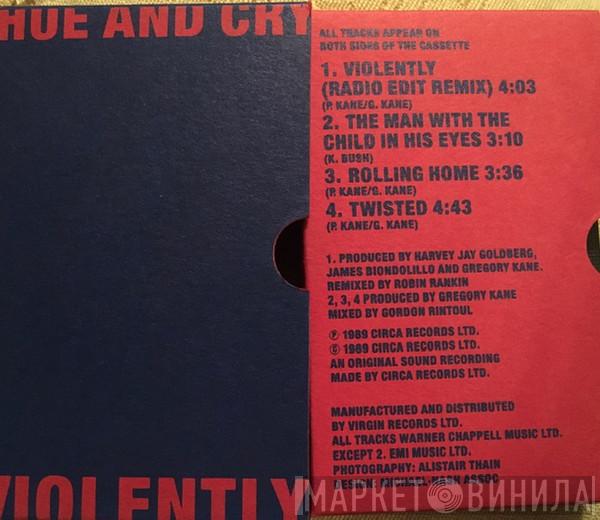 HUE AND CRY
ALL TRACKS APPEAR ON
BOTH SIDES OF THE CASSETTE
1. VIOLENTLY
(RADIO EDIT REMIX) 4:03
(P. KANE/G. KANE)
2. THE MAN WITH THE
CHILD IN HIS EYES 3:10
(K. BUSH)
3. ROLLING HOME 3:36
(P. KANE/G. KANE)
4. TWISTED 4:43
(P. KANE/G. KANE)
1. PRODUCED BY HARVEY JAY GOLDBERG,
JAMES BIONDOLILLO AND GREGORY KANE.
REMIXED BY ROBIN RANKIN
2, 3, 4 PRODUCED BY GREGORY KANE
MIXED BY GORDON RINTOUL
℗ 1989 CIRCA RECORDS LTD.
© 1989 CIRCA RECORDS LTD.
AN ORIGINAL SOUND RECORDING
MADE BY CIRCA RECORDS LTD.
MANUFACTURED AND DISTRIBUTED
BY VIRGIN RECORDS LTD.
ALL TRACKS WARNER CHAPPELL MUSIC LTD.
EXCEPT 2. EMI MUSIC LTD.
PHOTOGRAPHY: ALISTAIR THAIN
DESIGN: MICHAEL NASH ASSOC
VIOLENTLY
МАРКЕТ ВИНИЛА